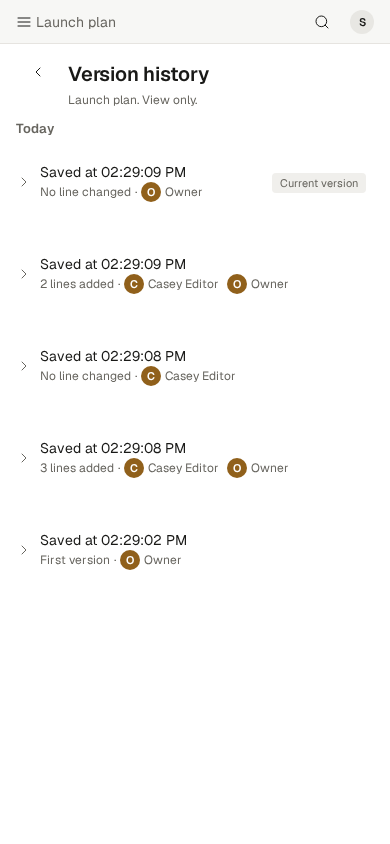 Launch plan
S
Version history
Launch plan. View only.
Today
Saved at 02:29:09 PM
No line changed · O Owner
Current version
Saved at 02:29:09 PM
2 lines added · C Casey Editor O Owner
Saved at 02:29:08 PM
No line changed · C Casey Editor
Saved at 02:29:08 PM
3 lines added · C Casey Editor O Owner
Saved at 02:29:02 PM
First version · O Owner